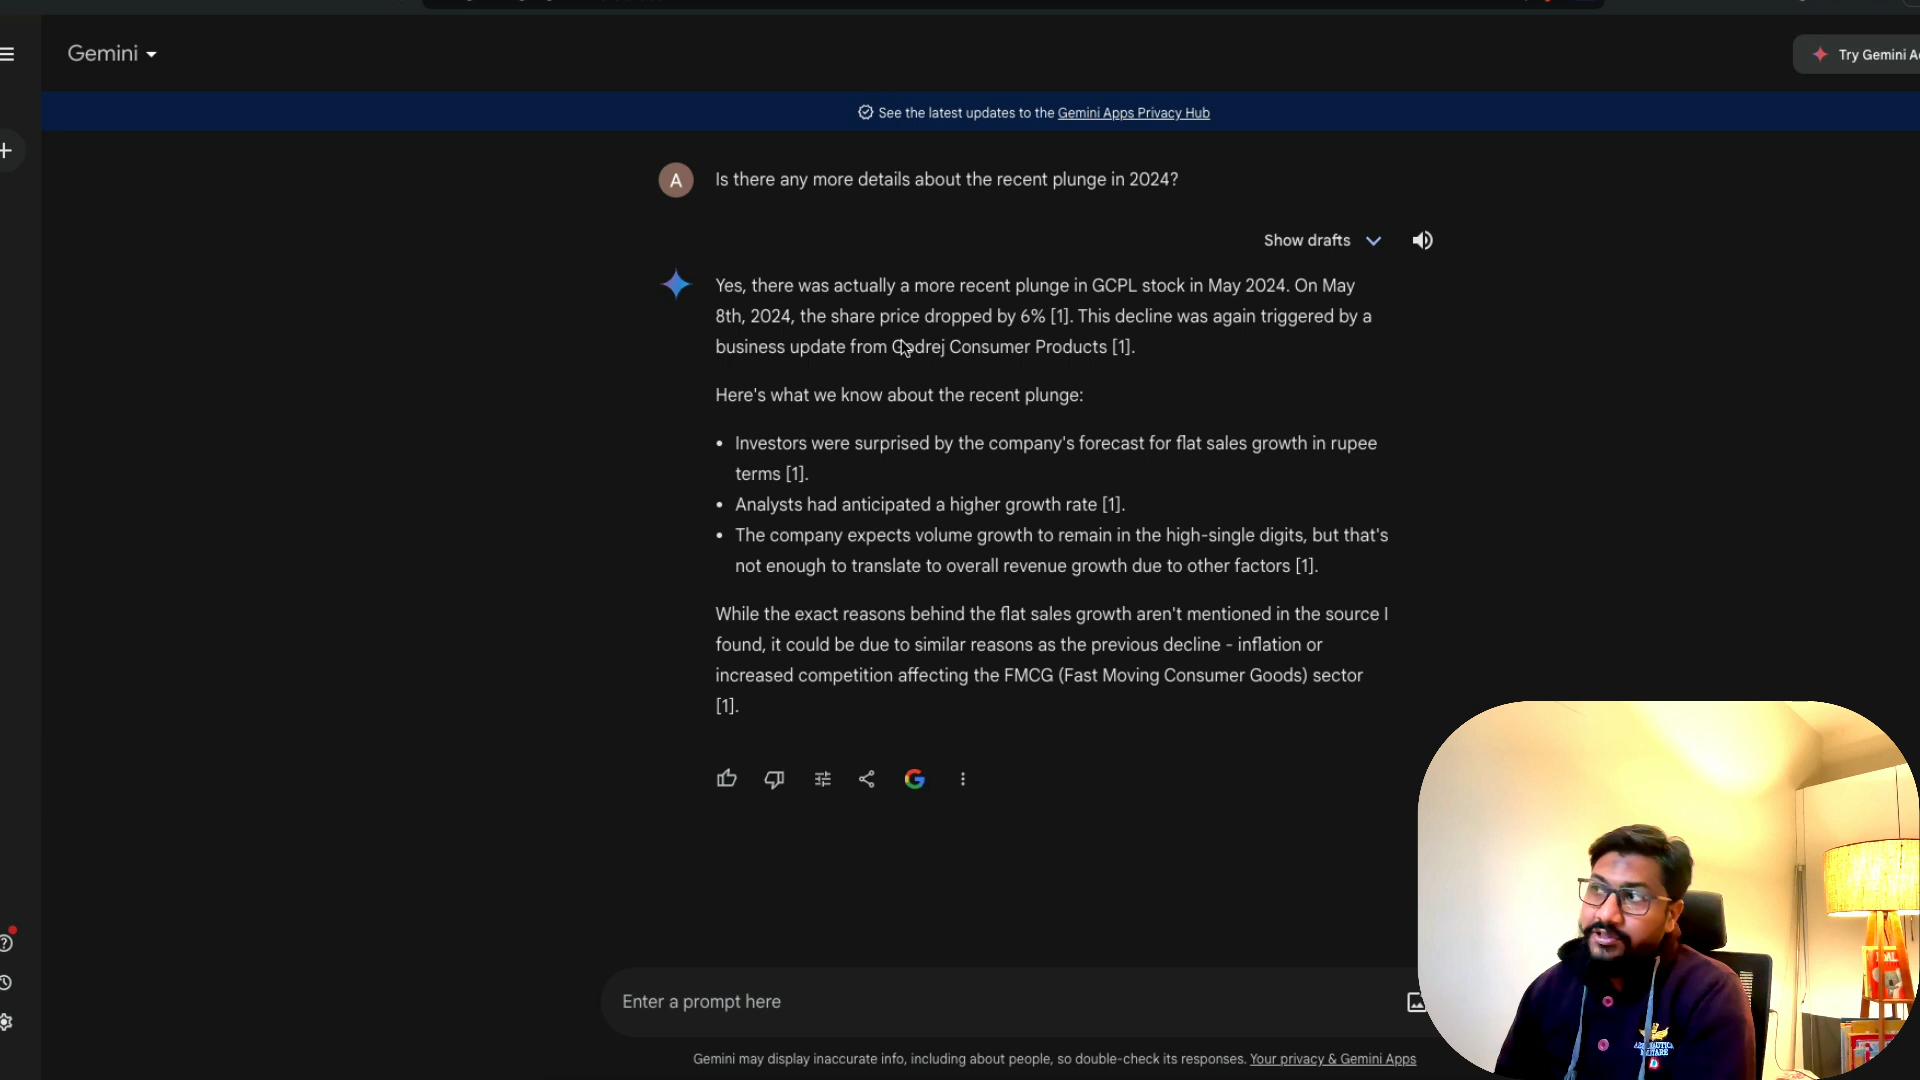 Gemini
Try Gemini A
See the latest updates to the Gemini Apps Privacy Hub
A
Is there any more details about the recent plunge in 2024?
Show drafts
Yes, there was actually a more recent plunge in GCPL stock in May 2024. On May
8th, 2024, the share price dropped by 6% [1]. This decline was again triggered by a
business update from Godrej Consumer Products [1].
Here's what we know about the recent plunge:
• Investors were surprised by the company's forecast for flat sales growth in rupee
terms [1].
• Analysts had anticipated a higher growth rate [1].
• The company expects volume growth to remain in the high-single digits, but that's
not enough to translate to overall revenue growth due to other factors [1].
While the exact reasons behind the flat sales growth aren't mentioned in the source I
found, it could be due to similar reasons as the previous decline - inflation or
increased competition affecting the FMCG (Fast Moving Consumer Goods) sector
[1].
Enter a prompt here
Gemini may display inaccurate info, including about people, so double-check its responses. Your privacy & Gemini Apps